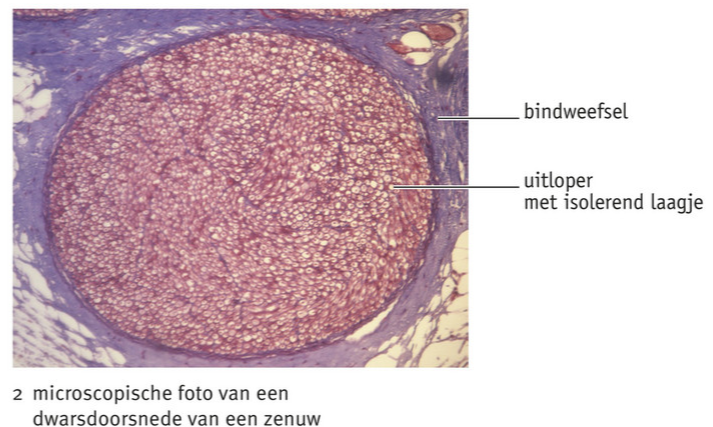 bindweefsel
uitloper
met isolerend laagje
2 microscopische foto van een
dwarsdoorsnede van een zenuw